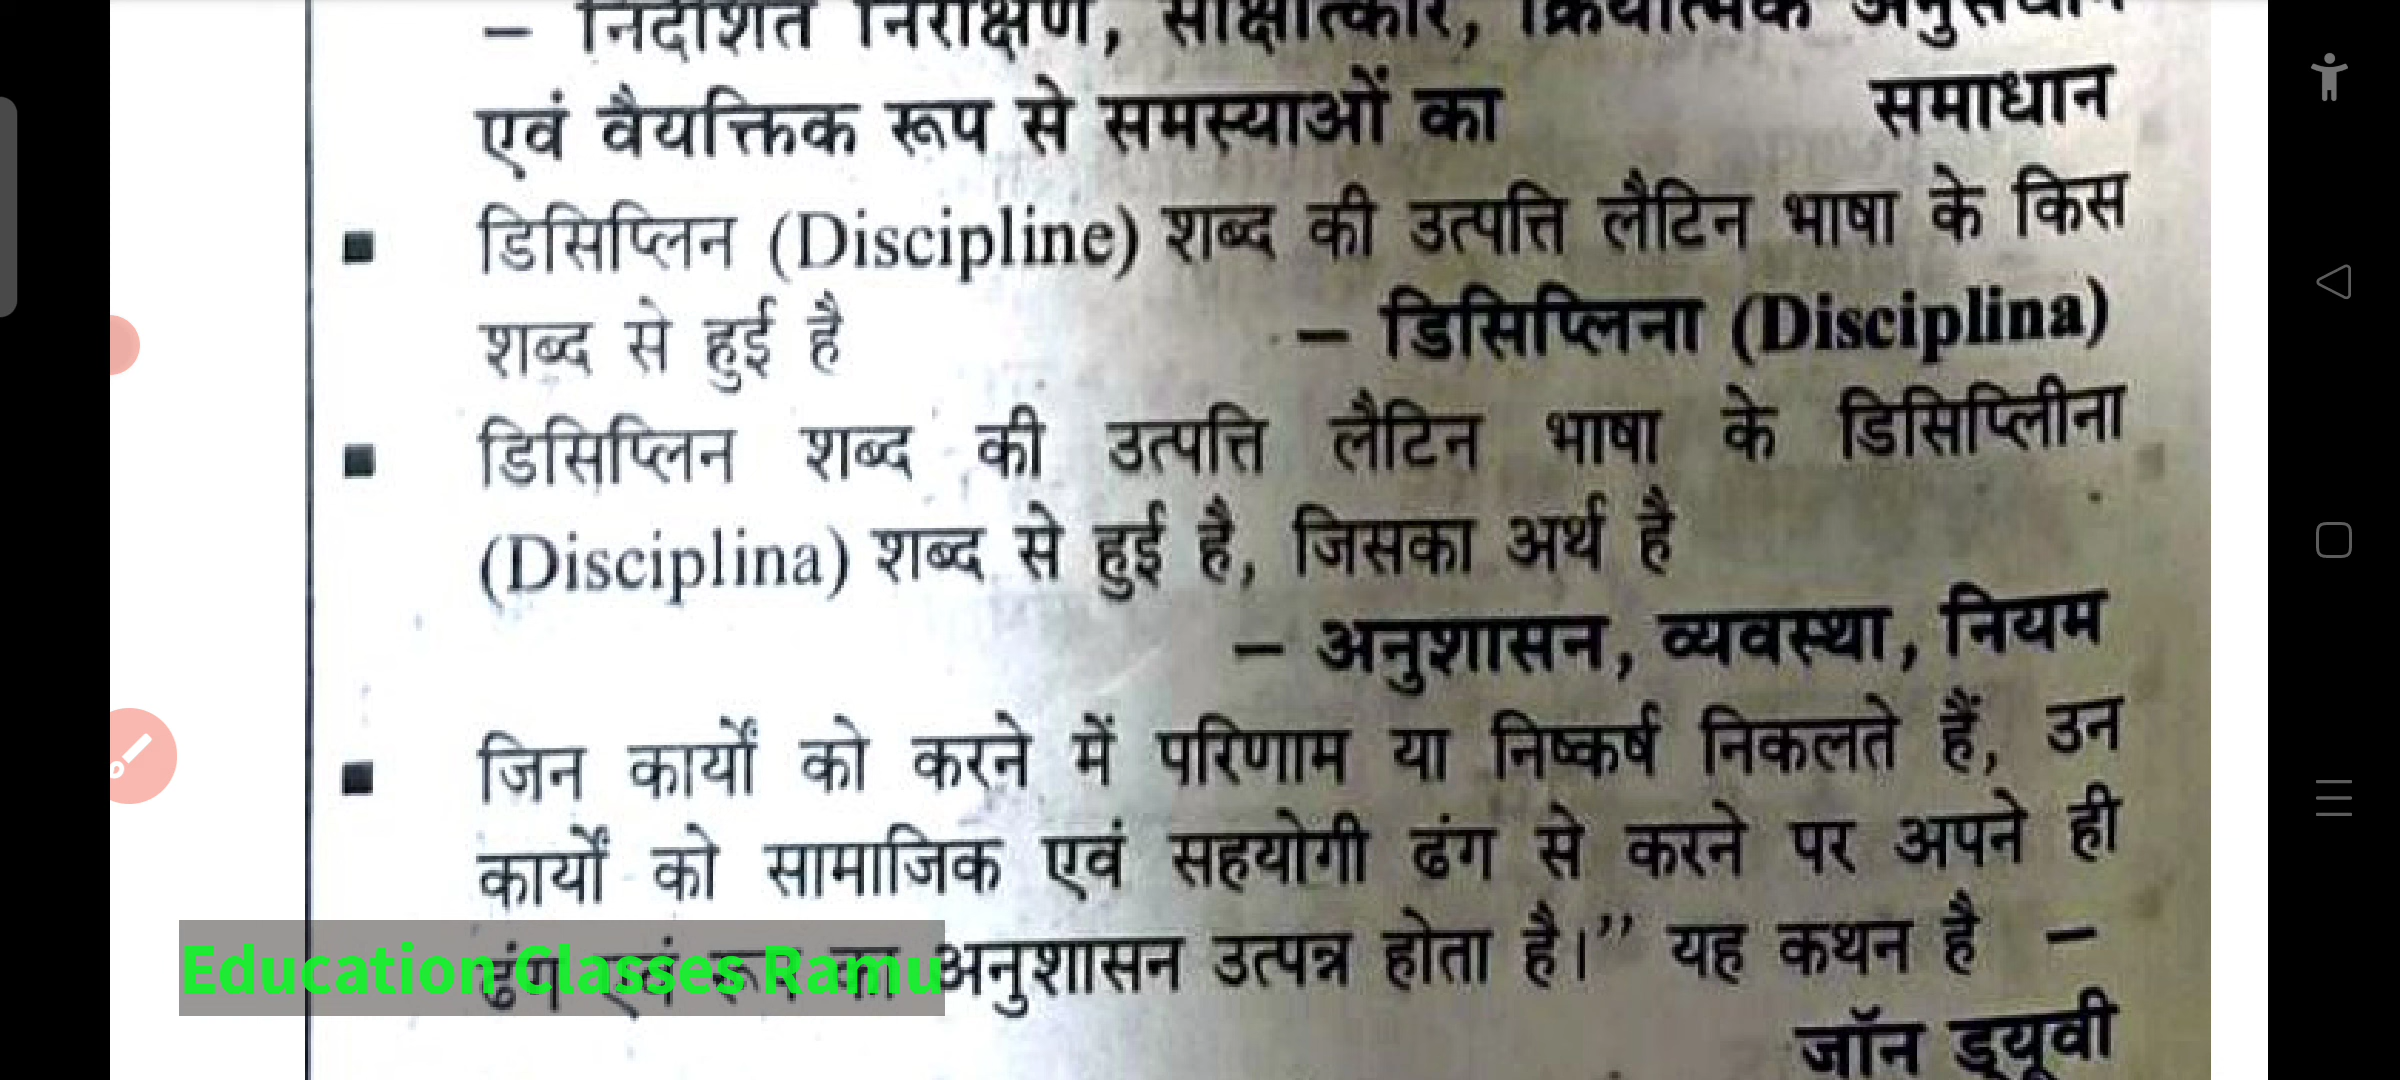 – निर्देशित निरीक्षण, साक्षात्कार, क्रियात्मक अनुसंधान
एवं वैयक्तिक रूप से समस्याओं का समाधान
■ डिसिप्लिन (Discipline) शब्द की उत्पत्ति लैटिन भाषा के किस
शब्द से हुई है – डिसिप्लिना (Disciplina)
■ डिसिप्लिन शब्द की उत्पत्ति लैटिन भाषा के डिसिप्लीना
(Disciplina) शब्द से हुई है, जिसका अर्थ है
– अनुशासन, व्यवस्था, नियम
■ जिन कार्यों को करने में परिणाम या निष्कर्ष निकलते हैं, उन
कार्यों को सामाजिक एवं सहयोगी ढंग से करने पर अपने ही
ढंग एवं रूप का अनुशासन उत्पन्न होता है।” यह कथन है –
जॉन ड्यूवी
Education Classes Ramu